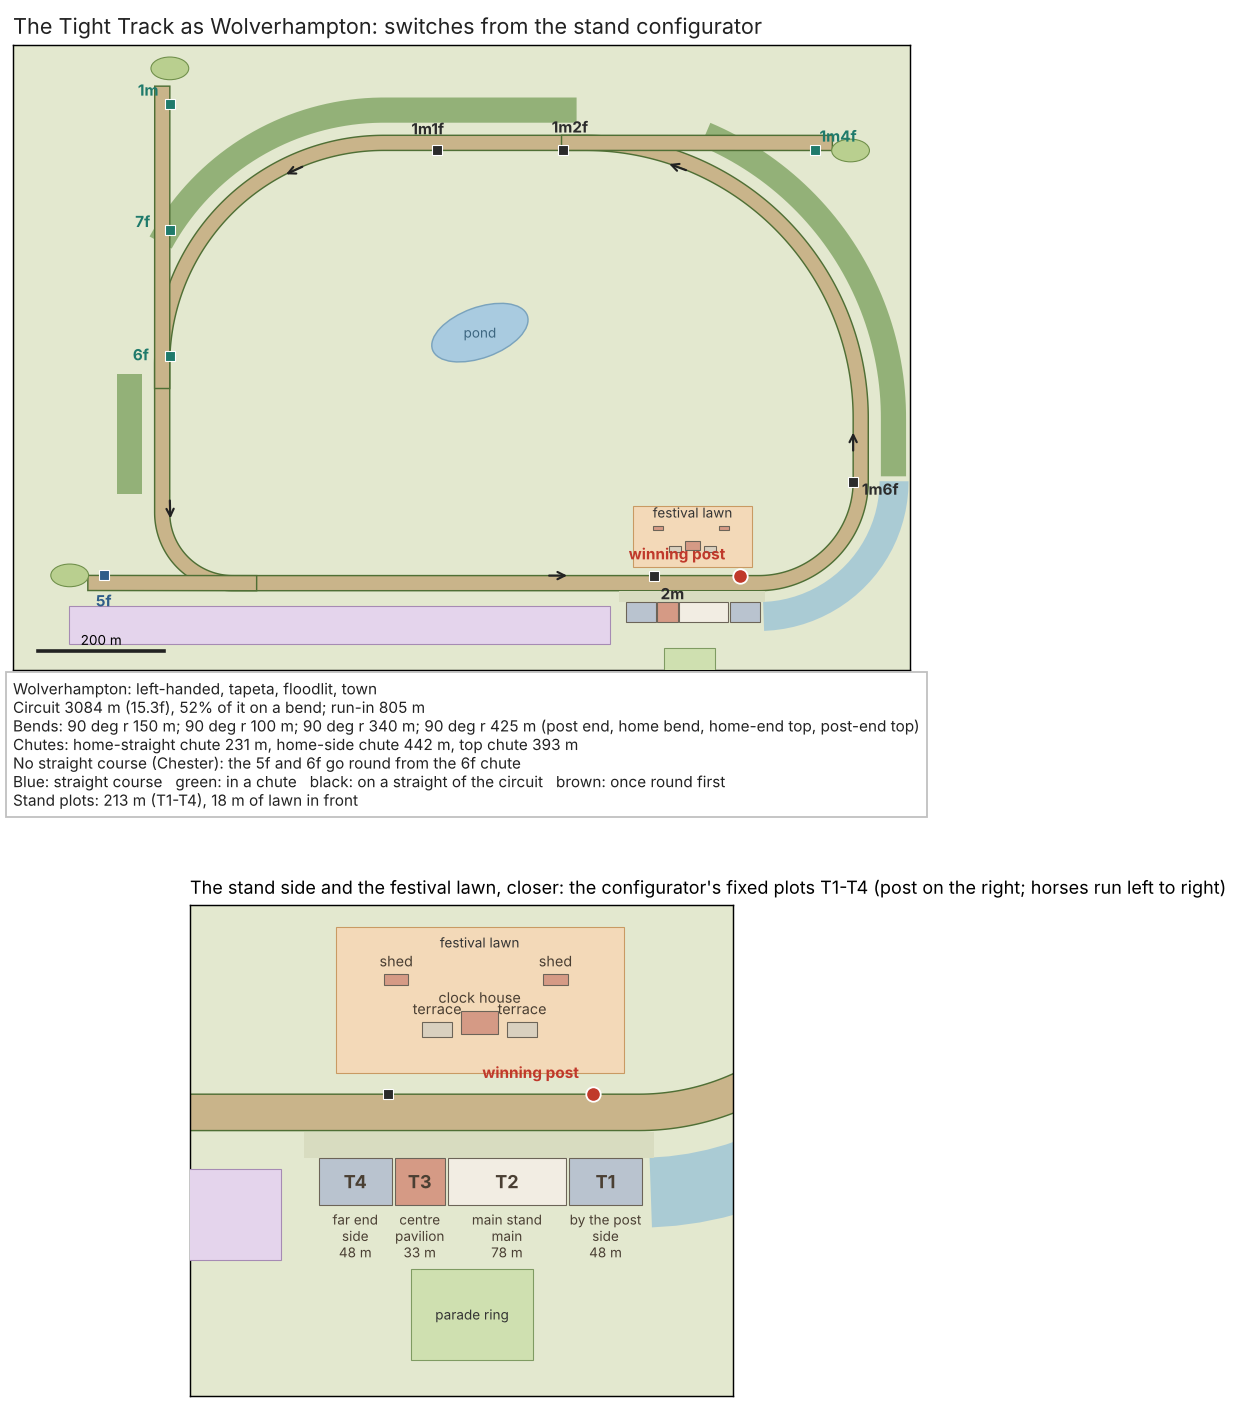 The Tight Track as Wolverhampton: switches from the stand configurator
1m
1m1f
1m2f
1m4f
7f
pond
6f
1m6f
festival lawn
winning post
2m
5f
200 m
Wolverhampton: left-handed, tapeta, floodlit, town
Circuit 3084 m (15.3f), 52% of it on a bend; run-in 805 m
Bends: 90 deg r 150 m; 90 deg r 100 m; 90 deg r 340 m; 90 deg r 425 m (post end, home bend, home-end top, post-end top)
Chutes: home-straight chute 231 m, home-side chute 442 m, top chute 393 m
No straight course (Chester): the 5f and 6f go round from the 6f chute
Blue: straight course   green: in a chute   black: on a straight of the circuit   brown: once round first
Stand plots: 213 m (T1-T4), 18 m of lawn in front
The stand side and the festival lawn, closer: the configurator's fixed plots T1-T4 (post on the right; horses run left to right)
festival lawn
shed shed
clock house
terrace terrace
winning post
T4 T3 T2 T1
far end centre main stand by the post
side pavilion main side
48 m 33 m 78 m 48 m
parade ring